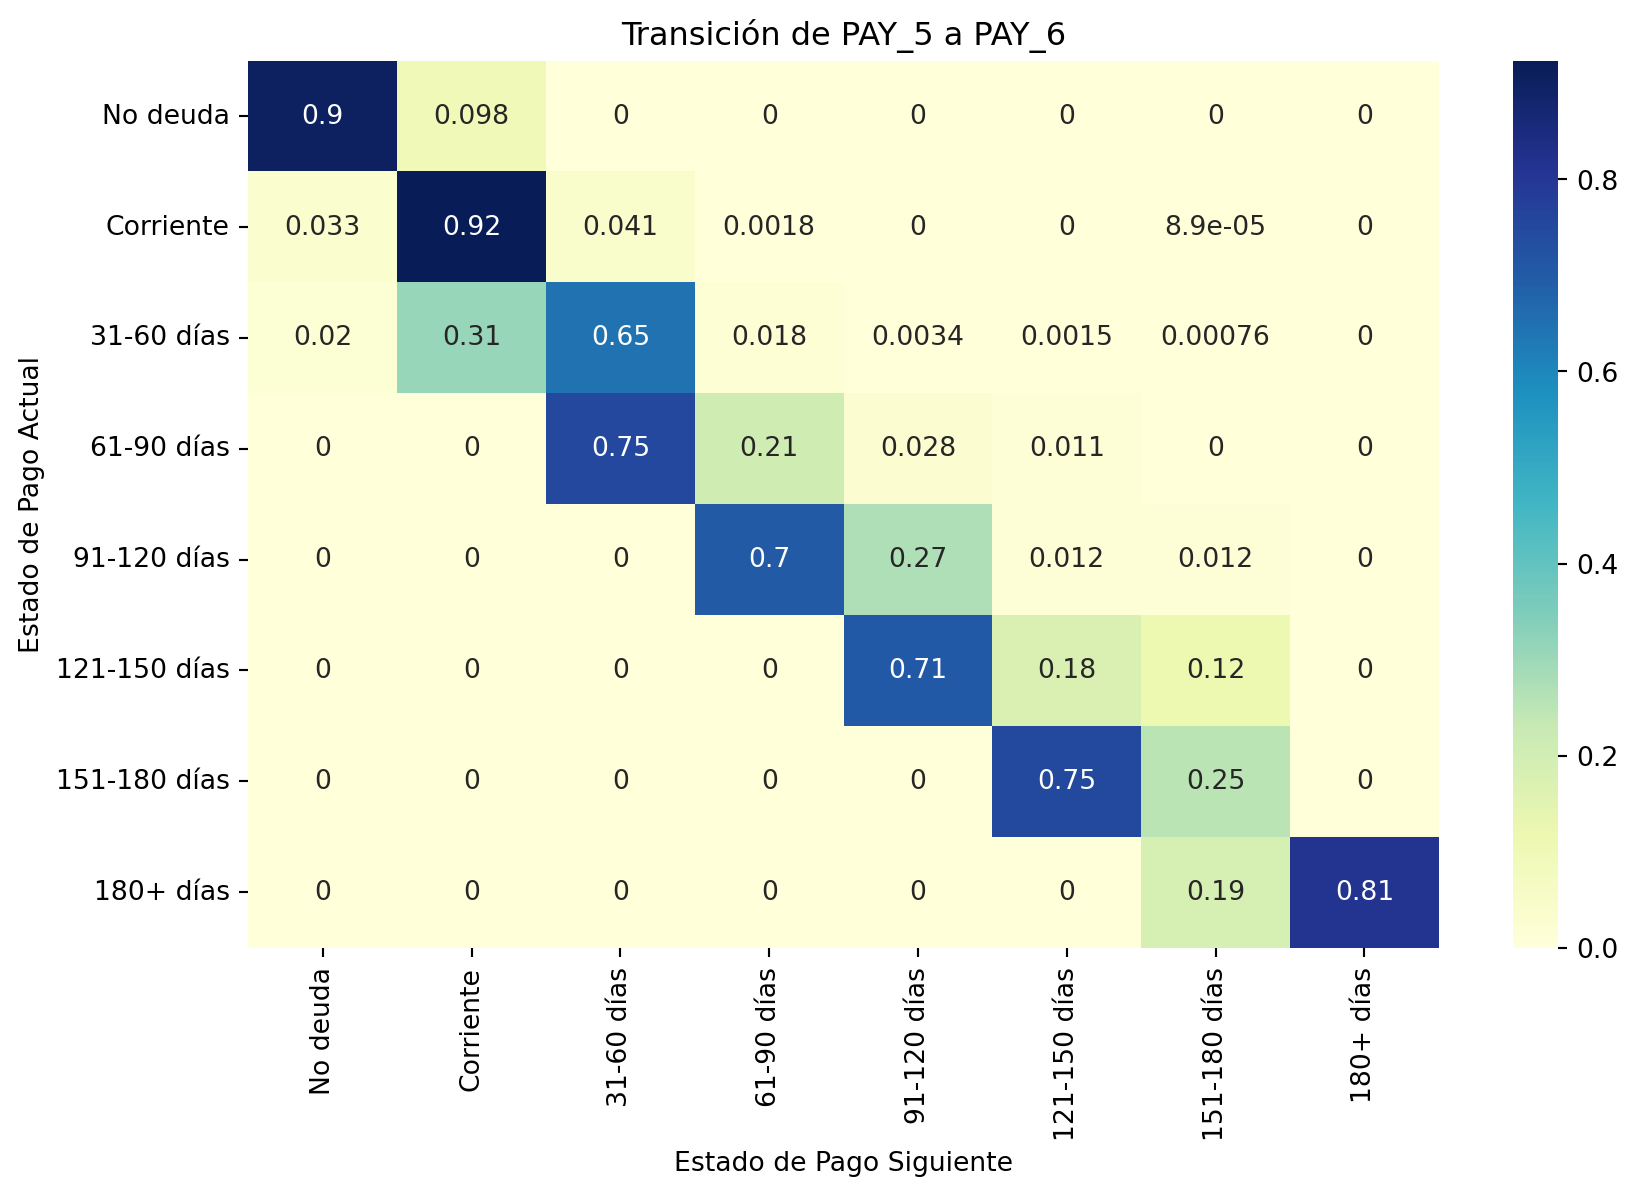 Transición de PAY_5 a PAY_6
No deuda 0.9 0.098 0 0 0 0 0 0
Corriente 0.033 0.92 0.041 0.0018 0 0 8.9e-05 0
31-60 días 0.02 0.31 0.65 0.018 0.0034 0.0015 0.00076 0
61-90 días 0 0 0.75 0.21 0.028 0.011 0 0
91-120 días 0 0 0 0.7 0.27 0.012 0.012 0
121-150 días 0 0 0 0 0.71 0.18 0.12 0
151-180 días 0 0 0 0 0 0.75 0.25 0
180+ días 0 0 0 0 0 0 0.19 0.81
Estado de Pago Actual
No deuda
Corriente
31-60 días
61-90 días
91-120 días
121-150 días
151-180 días
180+ días
Estado de Pago Siguiente
0.8
0.6
0.4
0.2
0.0